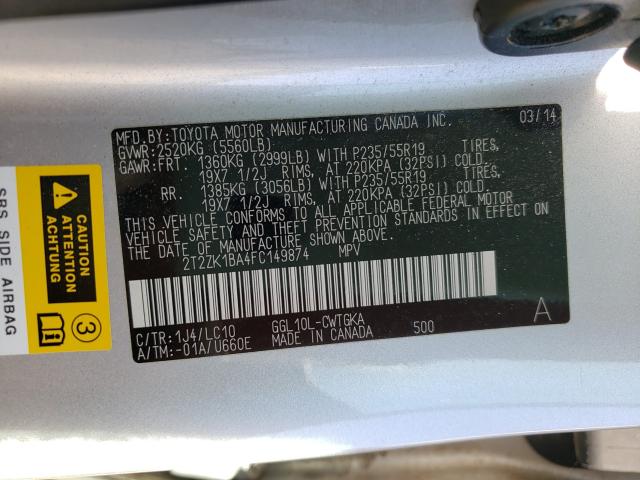 MFD.BY:TOYOTA MOTOR MANUFACTURING CANADA INC. 03/14
GVWR:2520KG (5560LB)
GAWR:FRT. 1360KG (2999LB) WITH P235/55R19 TIRES,
19X7 1/2J RIMS, AT 220KPA (32PSI) COLD.
RR. 1385KG (3056LB) WITH P235/55R19 TIRES,
19X7 1/2J RIMS, AT 220KPA (32PSI) COLD.
THIS VEHICLE CONFORMS TO ALL APPLICABLE FEDERAL MOTOR
VEHICLE SAFETY AND THEFT PREVENTION STANDARDS IN EFFECT ON
THE DATE OF MANUFACTURE SHOWN ABOVE.
2T2ZK1BA4FC149874 MPV
C/TR:1J4/LC10 GGL10L-CWTGKA A
A/TM:-01A/U660E MADE IN CANADA 500
SRS SIDE AIRBAG
ATTENTION
ACHTUNG
3